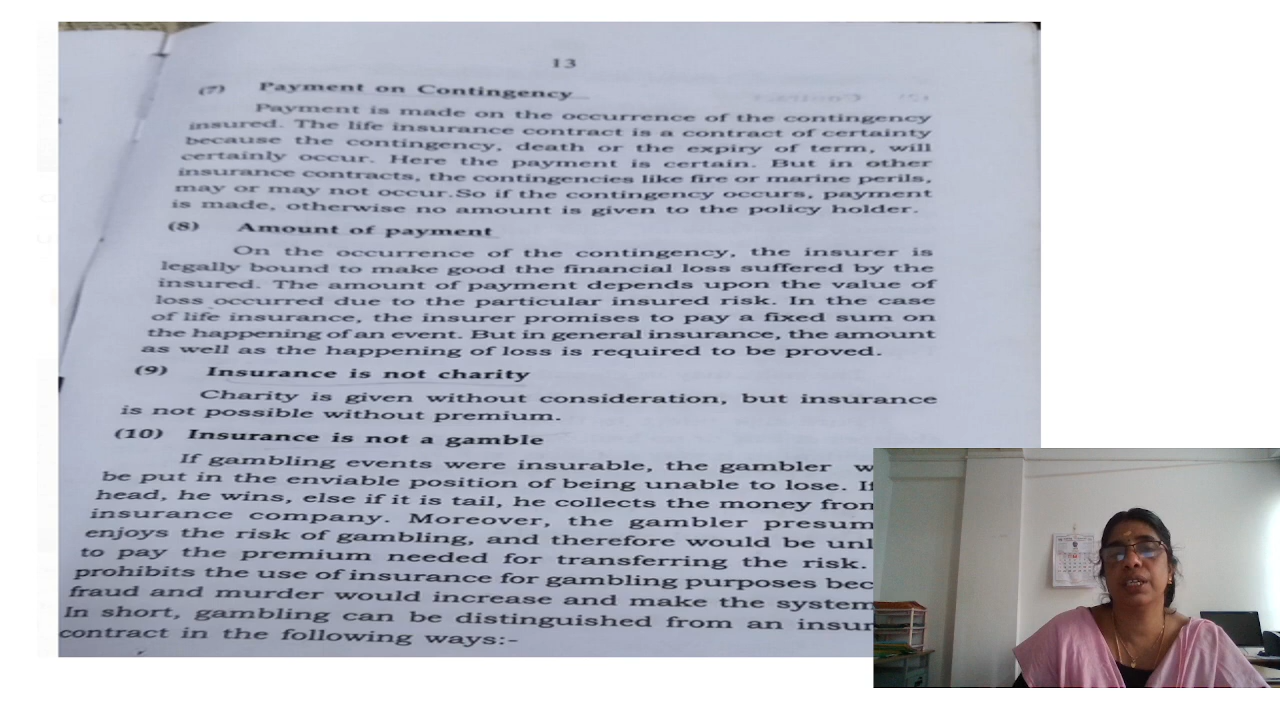 13
(7) Payment on Contingency
Payment is made on the occurrence of the contingency
insured. The life insurance contract is a contract of certainty
because the contingency, death or the expiry of term, will
certainly occur. Here the payment is certain. But in other
insurance contracts, the contingencies like fire or marine perils,
may or may not occur.So if the contingency occurs, payment
is made, otherwise no amount is given to the policy holder.
(8) Amount of payment
On the occurrence of the contingency, the insurer is
legally bound to make good the financial loss suffered by the
insured. The amount of payment depends upon the value of
loss occurred due to the particular insured risk. In the case
of life insurance, the insurer promises to pay a fixed sum on
the happening of an event. But in general insurance, the amount
as well as the happening of loss is required to be proved.
(9) Insurance is not charity
Charity is given without consideration, but insurance
is not possible without premium.
(10) Insurance is not a gamble
If gambling events were insurable, the gambler
be put in the enviable position of being unable to lose.
head, he wins, else if it is tail, he collects the money
insurance company. Moreover, the gambler
enjoys the risk of gambling, and therefore would be
to pay the premium needed for transferring the risk.
prohibits the use of insurance for gambling purposes
fraud and murder would increase and make the system
In short, gambling can be distinguished from an
contract in the following ways:-